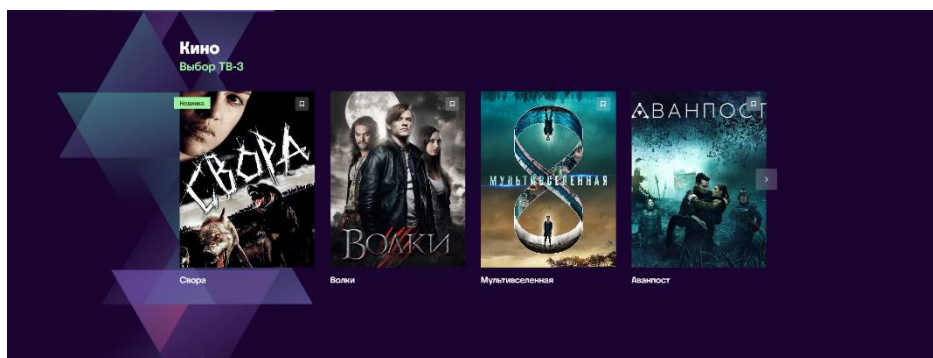 Кино
Выбор ТВ-3
Новинка
СВОРА
ВОЛКИ
МУЛЬТИВСЕЛЕННАЯ
АВАНПОСТ
Свора
Волки
Мультивселенная
Аванпост